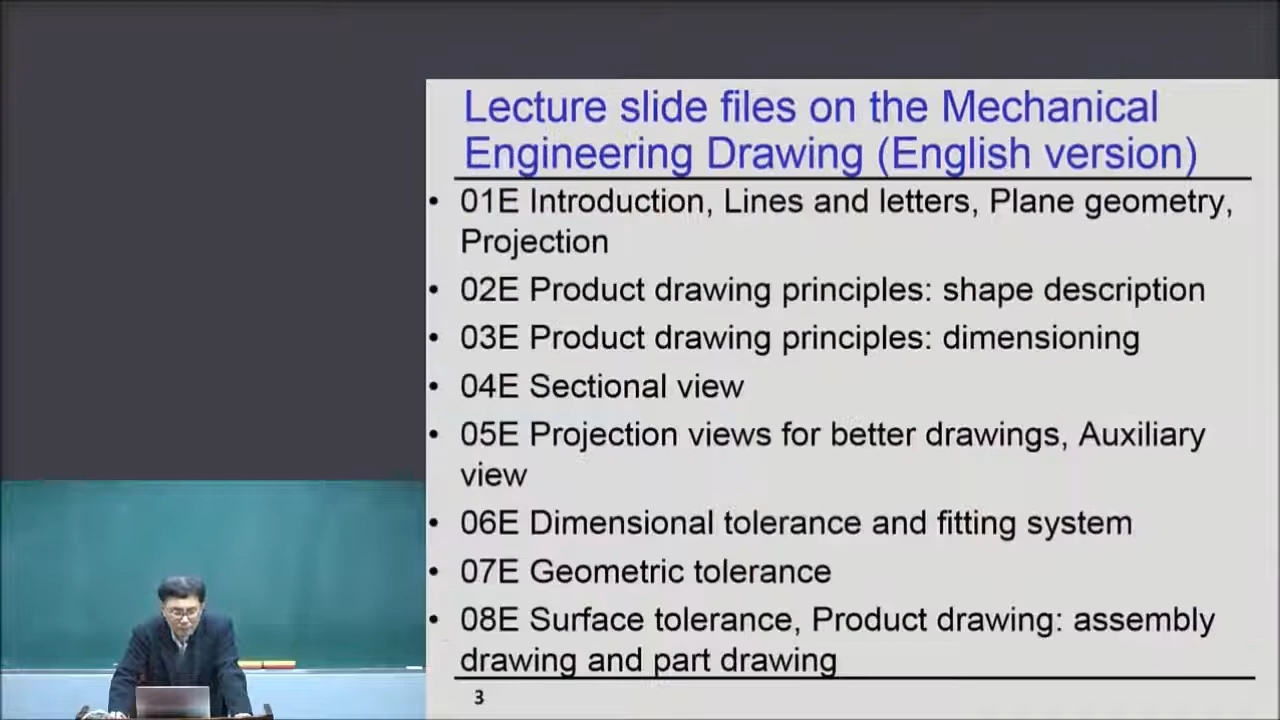 Lecture slide files on the Mechanical
Engineering Drawing (English version)
• 01E Introduction, Lines and letters, Plane geometry,
Projection
• 02E Product drawing principles: shape description
• 03E Product drawing principles: dimensioning
• 04E Sectional view
• 05E Projection views for better drawings, Auxiliary
view
• 06E Dimensional tolerance and fitting system
• 07E Geometric tolerance
• 08E Surface tolerance, Product drawing: assembly
drawing and part drawing
3